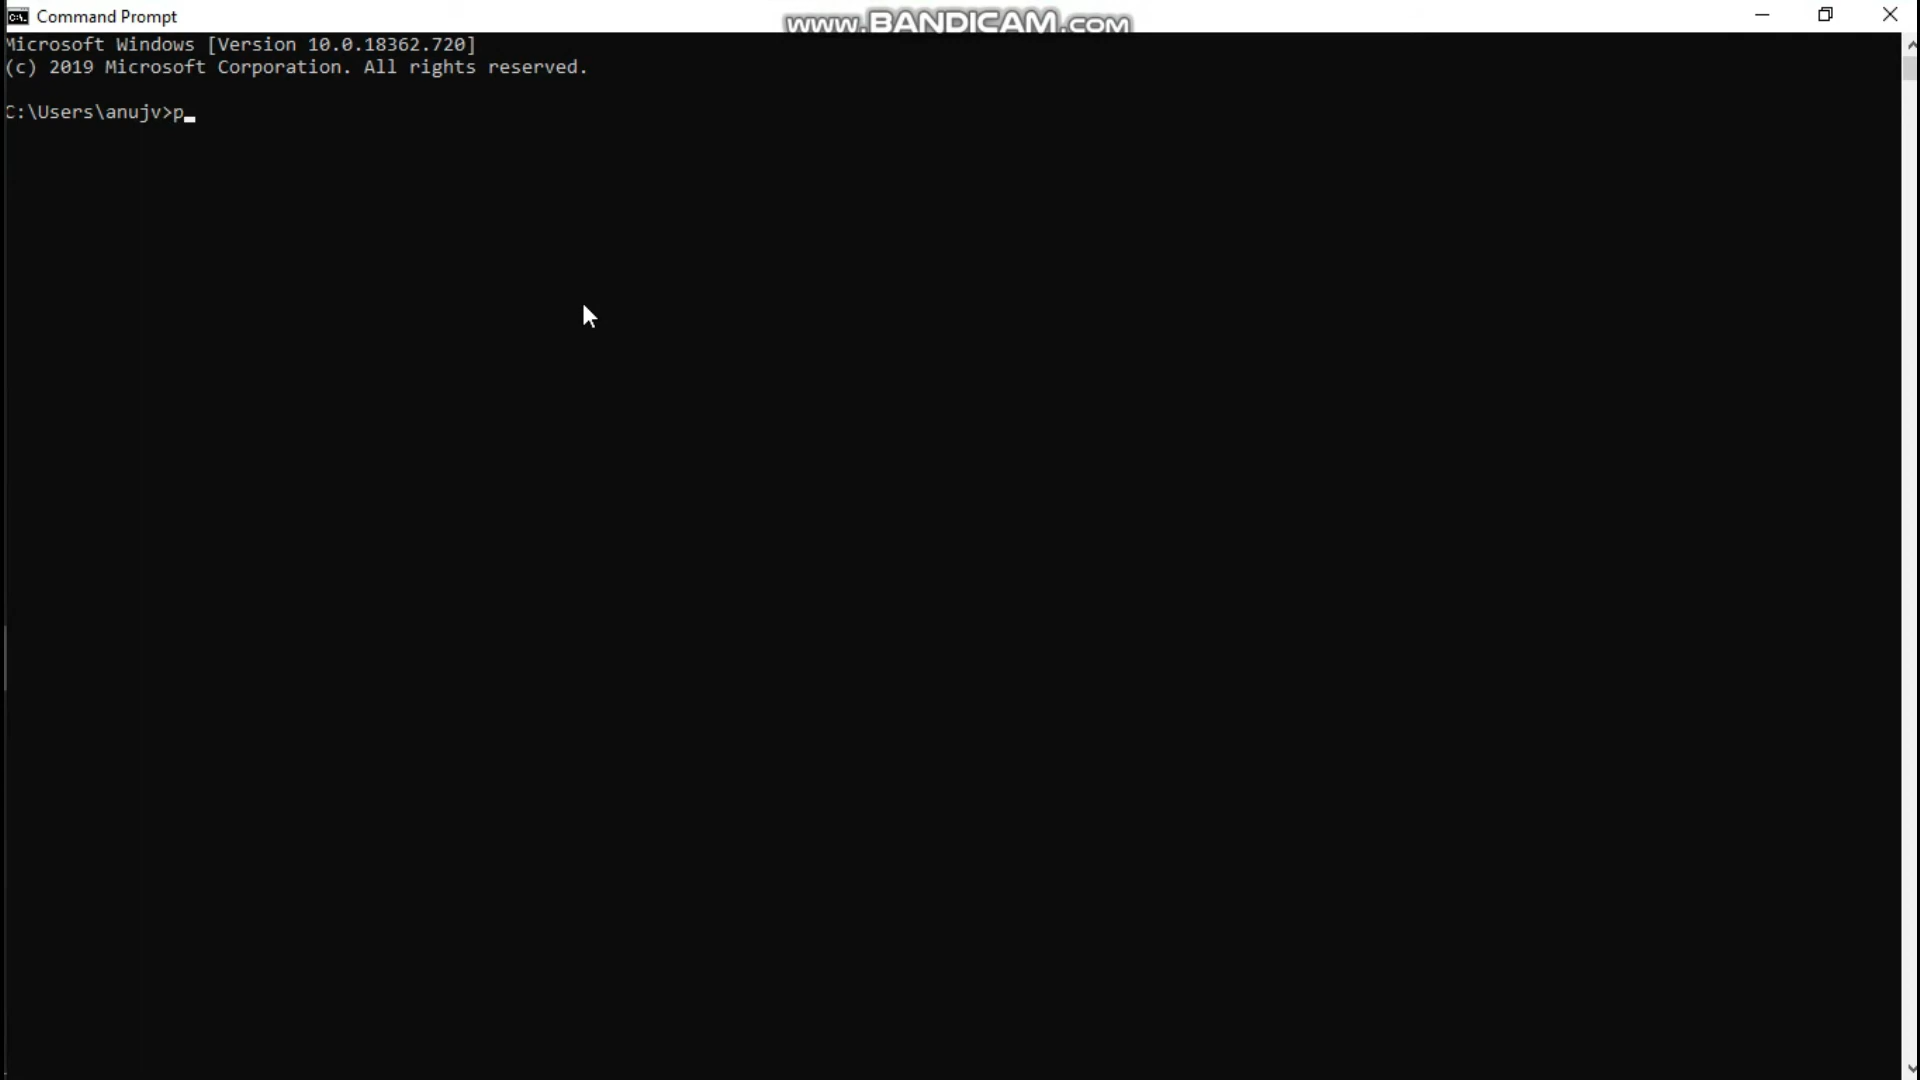 Command Prompt
www.BANDICAM.com
Microsoft Windows [Version 10.0.18362.720]
(c) 2019 Microsoft Corporation. All rights reserved.
C:\Users\anujv>p